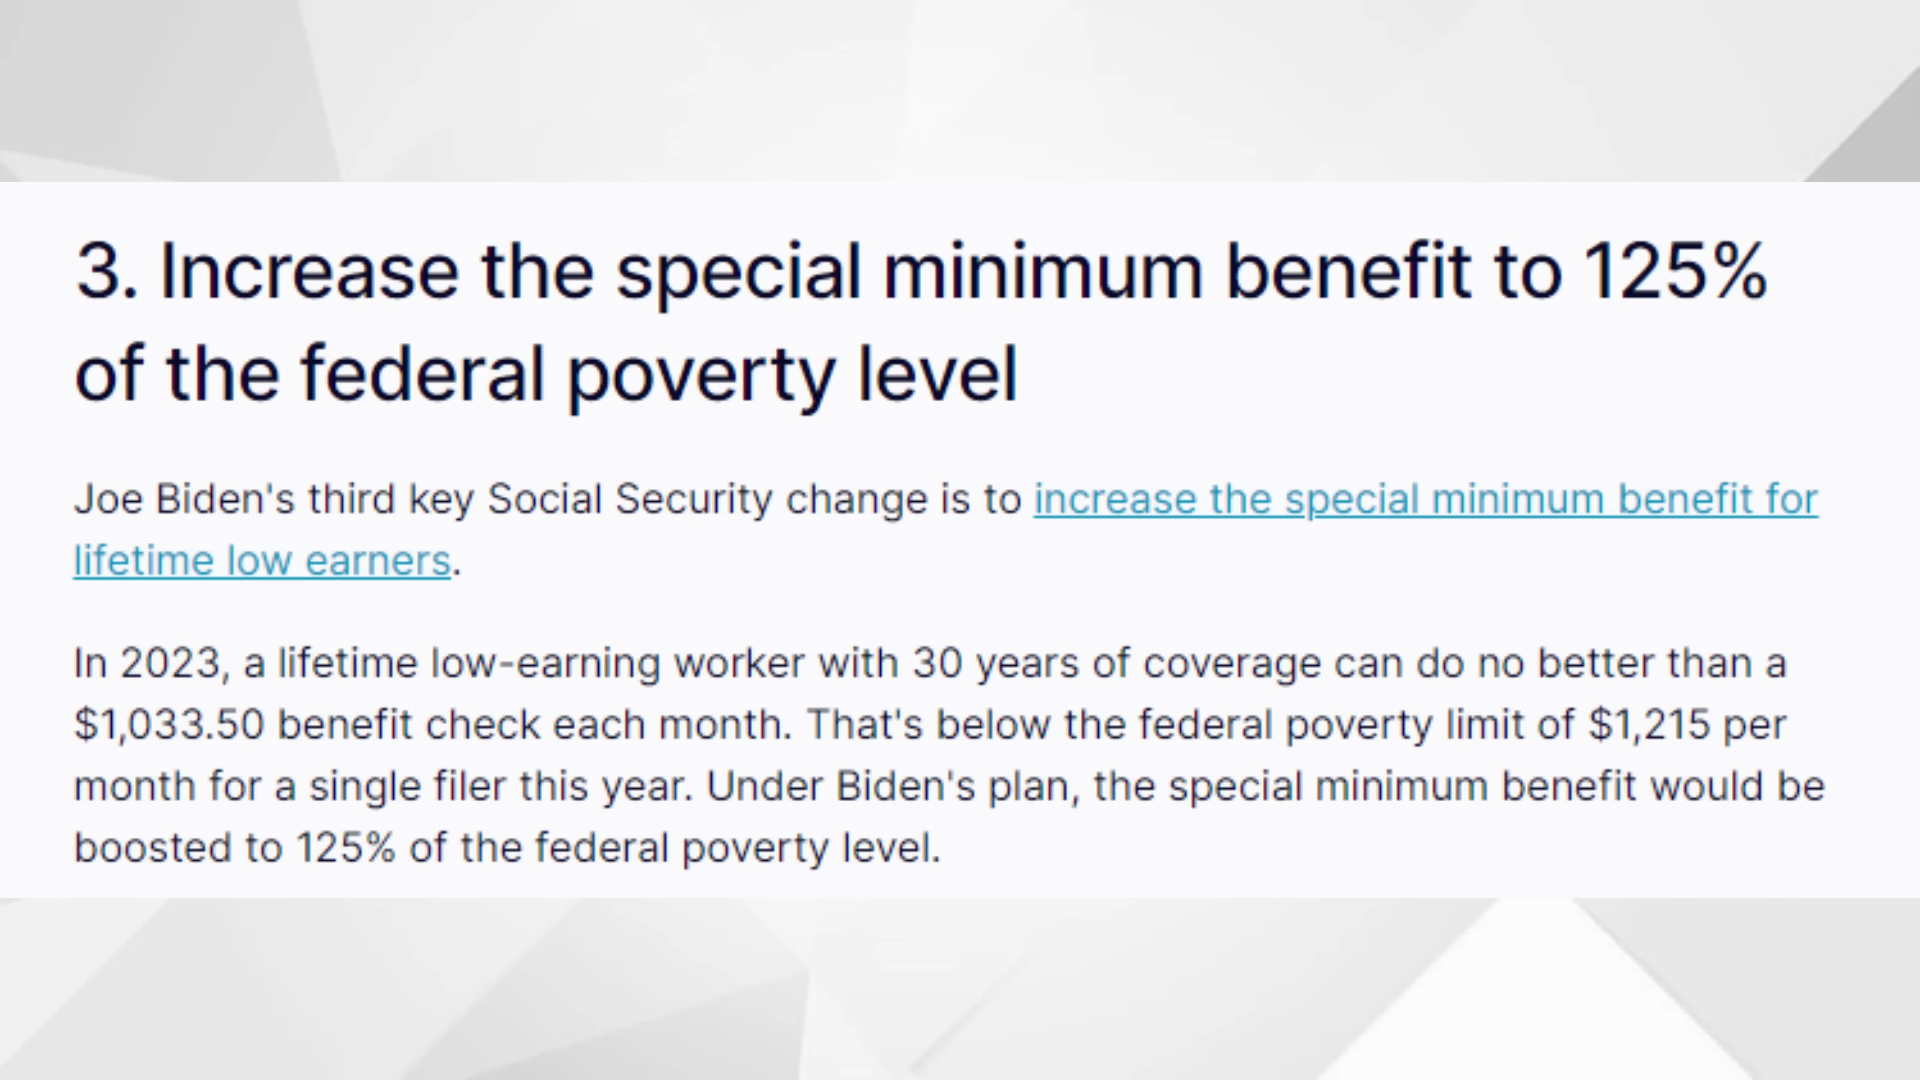 3. Increase the special minimum benefit to 125%
of the federal poverty level
Joe Biden's third key Social Security change is to increase the special minimum benefit for
lifetime low earners.
In 2023, a lifetime low-earning worker with 30 years of coverage can do no better than a
$1,033.50 benefit check each month. That's below the federal poverty limit of $1,215 per
month for a single filer this year. Under Biden's plan, the special minimum benefit would be
boosted to 125% of the federal poverty level.